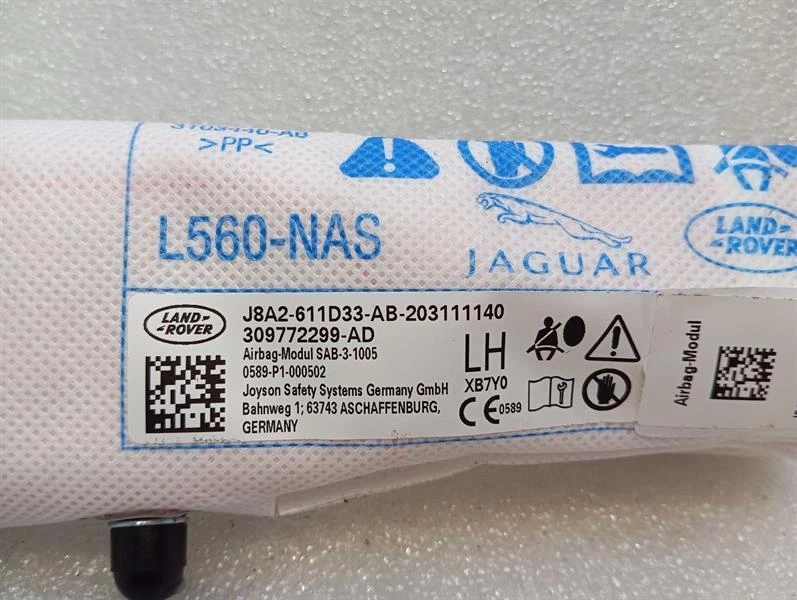 >PP<
L560-NAS
JAGUAR
LAND-
-ROVER
LAND-
-ROVER
J8A2-611D33-AB-203111140
309772299-AD
Airbag-Modul SAB-3-1005
0589-P1-000502
Joyson Safety Systems Germany GmbH
Bahnweg 1; 63743 ASCHAFFENBURG,
GERMANY
LH
XB7Y0
CE 0589
Airbag-Modul